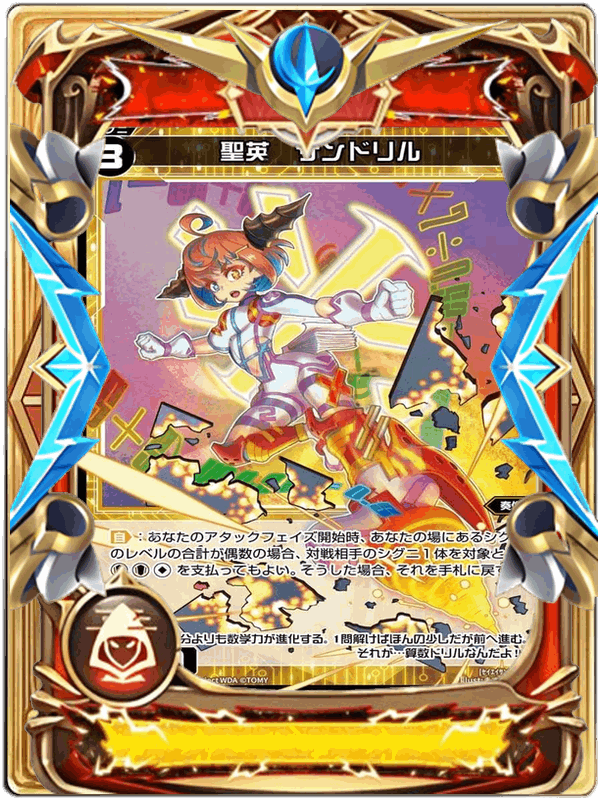 3
聖英 サンドリル
自：あなたのアタックフェイズ開始時、あなたの場にあるシグ
のレベルの合計が偶数の場合、対戦相手のシグニ１体を対象と
を支払ってもよい。そうした場合、それを手札に戻す
分よりも数学力が進化する。1問解けばほんの少しだが前へ進む。
それが…算数ドリルなんだよ！
ject WDA ©TOMY